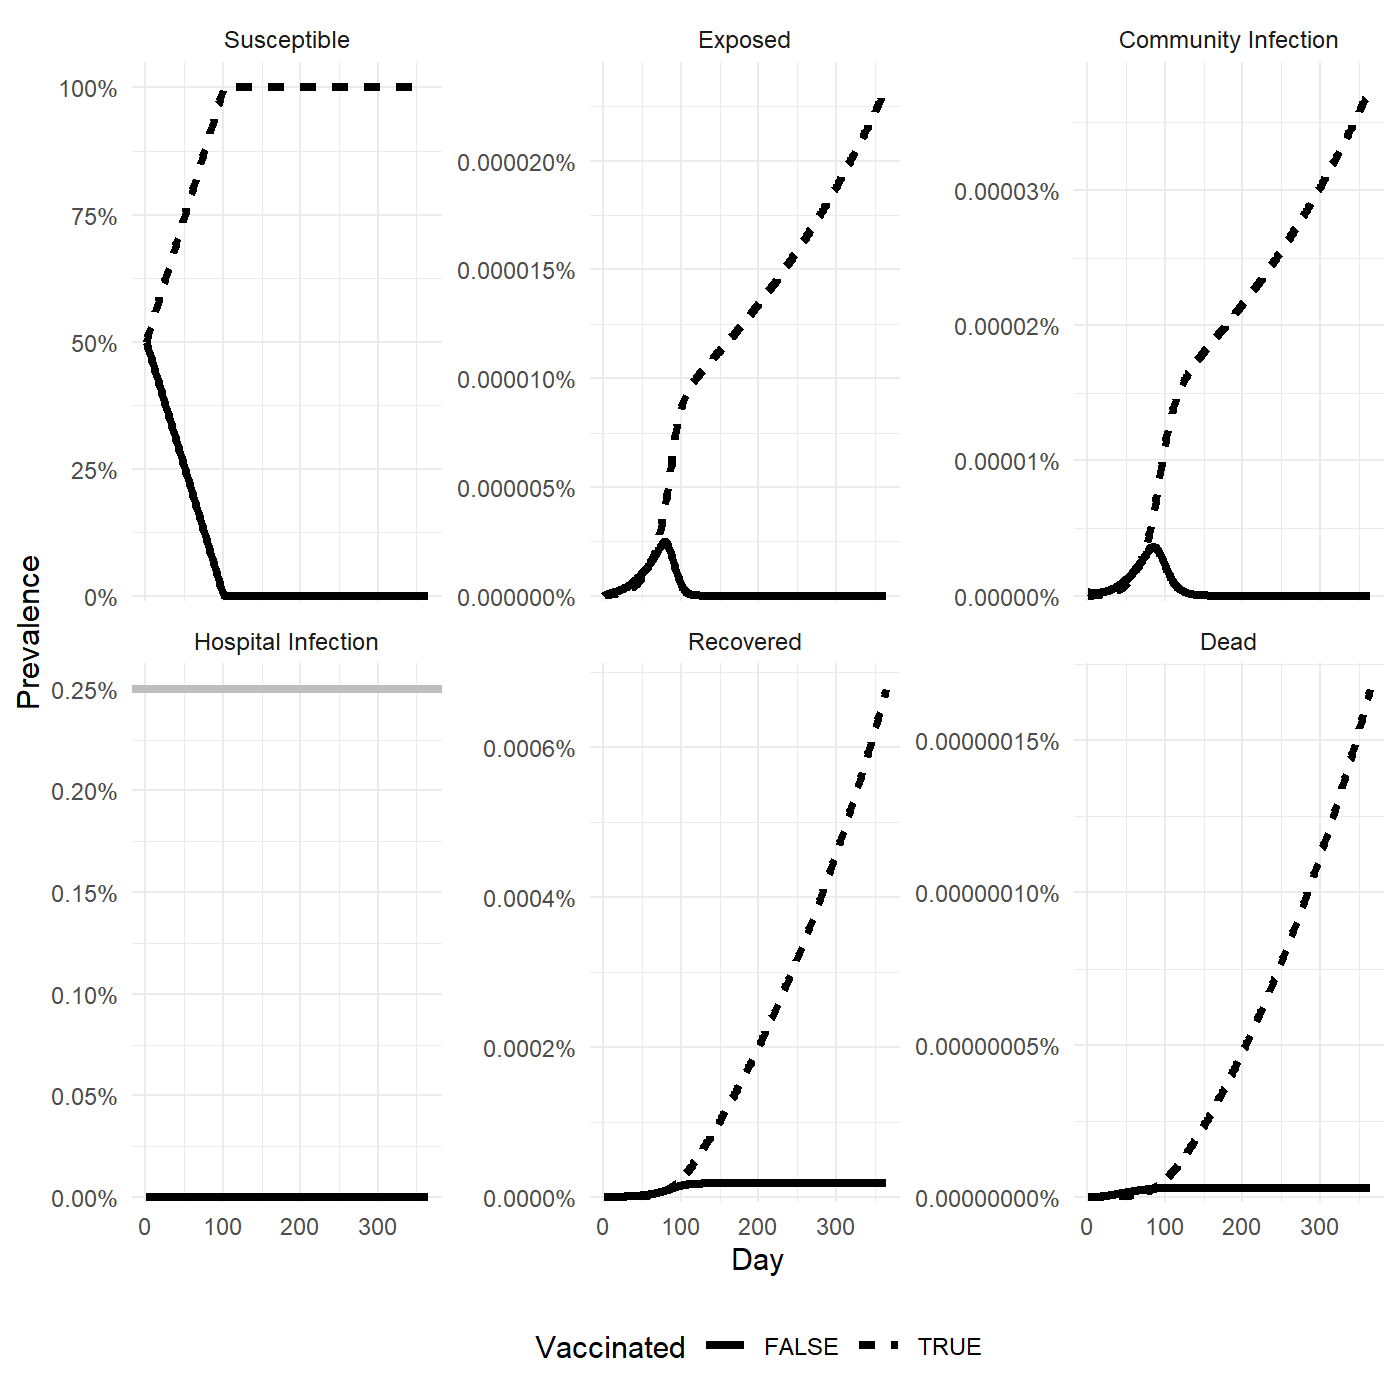 Susceptible
Exposed
Community Infection
100%
75%
50%
25%
0%
0.000020%
0.000015%
0.000010%
0.000005%
0.000000%
0.00003%
0.00002%
0.00001%
0.00000%
Prevalence
Hospital Infection
Recovered
Dead
0.25%
0.20%
0.15%
0.10%
0.05%
0.00%
0.0006%
0.0004%
0.0002%
0.0000%
0.00000015%
0.00000010%
0.00000005%
0.00000000%
0 100 200 300
0 100 200 300
0 100 200 300
Day
Vaccinated FALSE TRUE